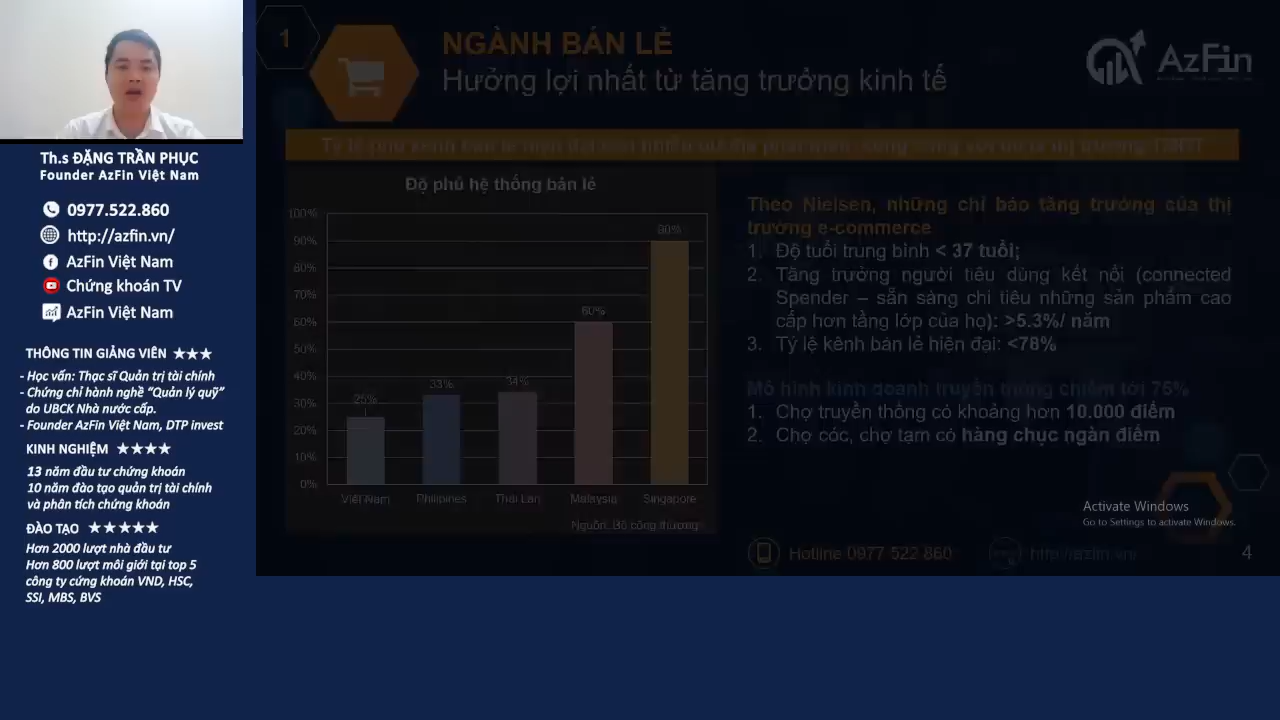 Th.s ĐẶNG TRẦN PHỤC
Founder AzFin Việt Nam
0977.522.860
http://azfin.vn/
AzFin Việt Nam
Chứng khoán TV
AzFin Việt Nam
THÔNG TIN GIẢNG VIÊN ★★★
- Học vấn: Thạc sĩ Quản trị tài chính
- Chứng chỉ hành nghề “Quản lý quỹ”
do UBCK Nhà nước cấp.
- Founder AzFin Việt Nam, DTP invest
KINH NGHIỆM ★★★★
13 năm đầu tư chứng khoán
10 năm đào tạo quản trị tài chính
và phân tích chứng khoán
ĐÀO TẠO ★★★★★
Hơn 2000 lượt nhà đầu tư
Hơn 800 lượt môi giới tại top 5
công ty cứng khoán VND, HSC,
SSI, MBS, BVS
1
NGÀNH BÁN LẺ
Hưởng lợi nhất từ tăng trưởng kinh tế
AzFin
Độ phủ hệ thống bán lẻ
100%
90%
80%
70%
60%
50%
40%
30%
20%
10%
0%
25%
33%
34%
60%
90%
Việt Nam
Philipines
Thái Lan
Malaysia
Singapore
Nguồn: Bộ công thương
Theo Nielsen, những chỉ báo tăng trưởng của thị
trường e-commerce
1. Độ tuổi trung bình < 37 tuổi;
2. Tăng trưởng người tiêu dùng kết nối (connected
Spender – sẵn sàng chi tiêu những sản phẩm cao
cấp hơn tầng lớp của họ): >5.3%/ năm
3. Tỷ lệ kênh bán lẻ hiện đại: <78%
Mô hình kinh doanh truyền thống chiếm tới 75%
1. Chợ truyền thống có khoảng hơn 10.000 điểm
2. Chợ cóc, chợ tạm có hàng chục ngàn điểm
Activate Windows
Go to Settings to activate Windows.
Hotline 0977 522 860
http://azfin.vn/
4